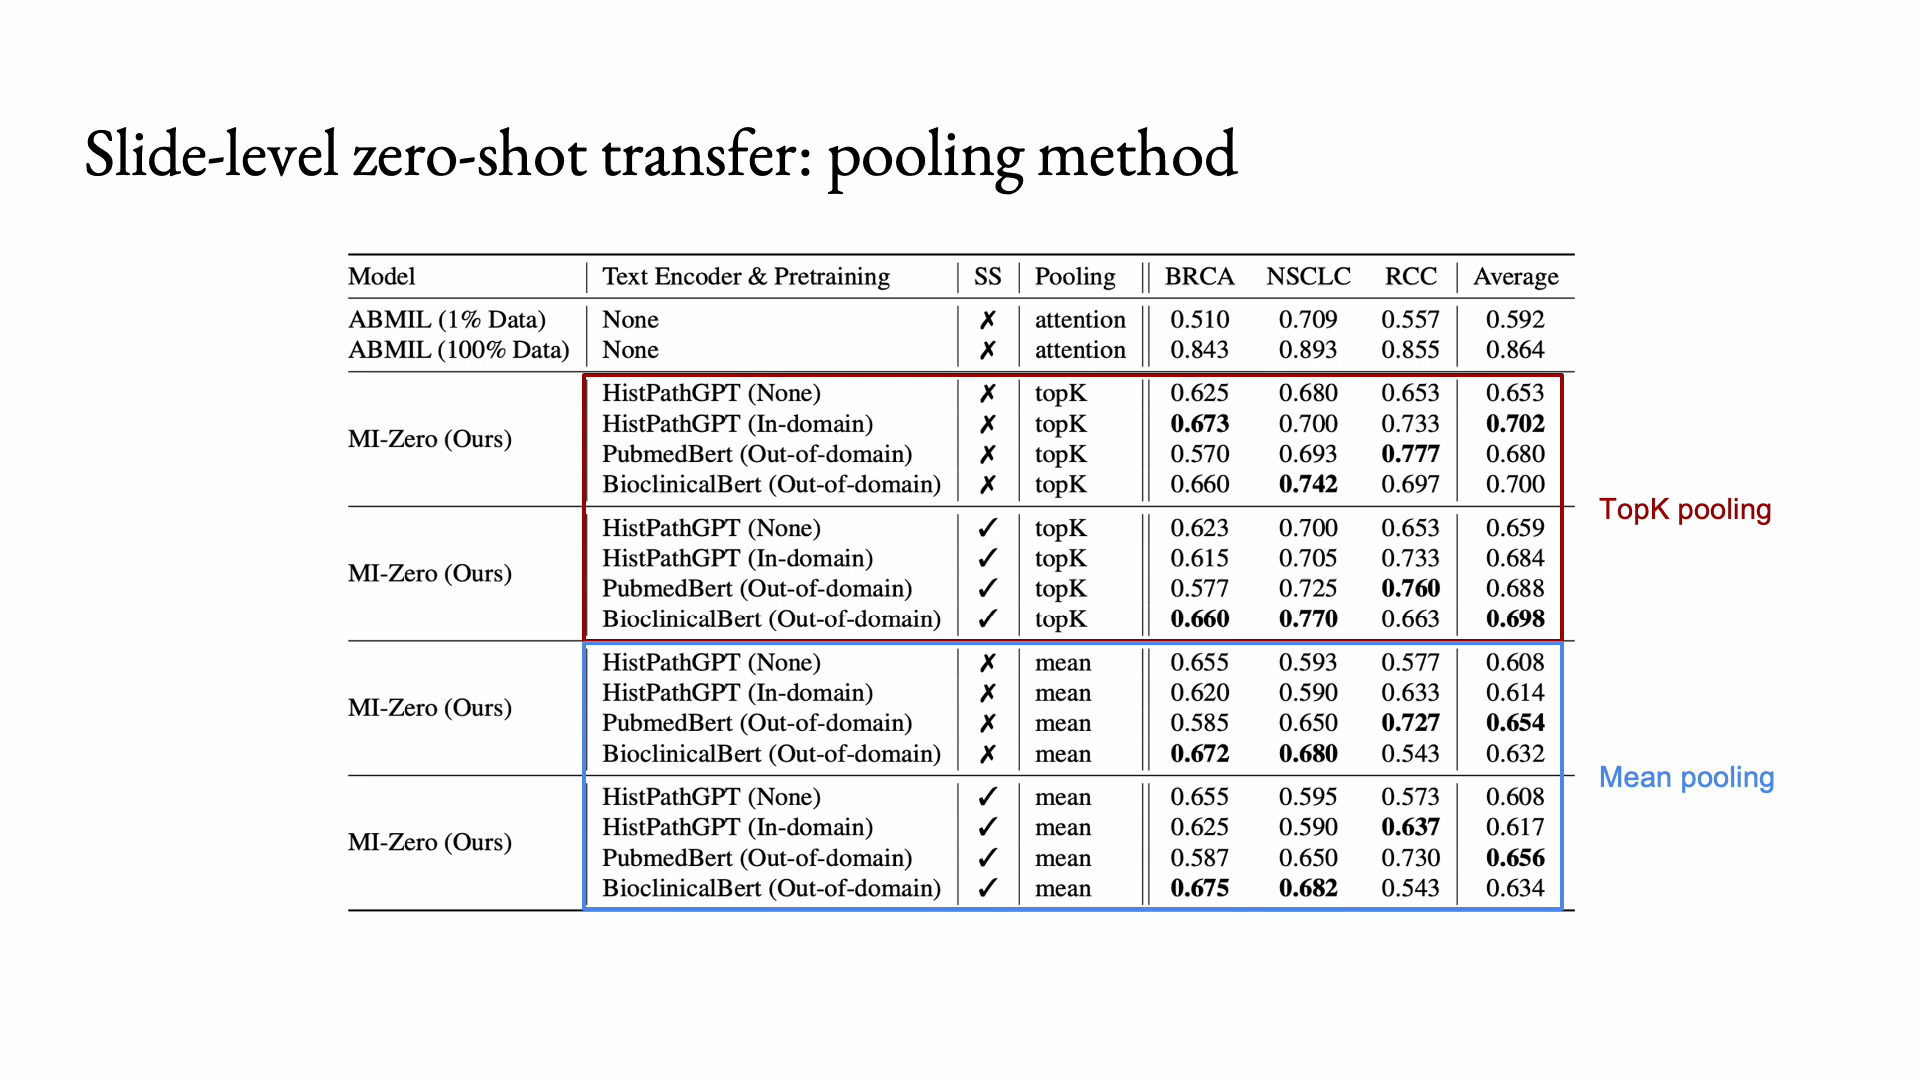 Slide-level zero-shot transfer: pooling method
Model Text Encoder & Pretraining SS Pooling BRCA NSCLC RCC Average
ABMIL (1% Data) None ✗ attention 0.510 0.709 0.557 0.592
ABMIL (100% Data) None ✗ attention 0.843 0.893 0.855 0.864
MI-Zero (Ours)
HistPathGPT (None) ✗ topK 0.625 0.680 0.653 0.653
HistPathGPT (In-domain) ✗ topK 0.673 0.700 0.733 0.702
PubmedBert (Out-of-domain) ✗ topK 0.570 0.693 0.777 0.680
BioclinicalBert (Out-of-domain) ✗ topK 0.660 0.742 0.697 0.700
TopK pooling
MI-Zero (Ours)
HistPathGPT (None) ✓ topK 0.623 0.700 0.653 0.659
HistPathGPT (In-domain) ✓ topK 0.615 0.705 0.733 0.684
PubmedBert (Out-of-domain) ✓ topK 0.577 0.725 0.760 0.688
BioclinicalBert (Out-of-domain) ✓ topK 0.660 0.770 0.663 0.698
MI-Zero (Ours)
HistPathGPT (None) ✗ mean 0.655 0.593 0.577 0.608
HistPathGPT (In-domain) ✗ mean 0.620 0.590 0.633 0.614
PubmedBert (Out-of-domain) ✗ mean 0.585 0.650 0.727 0.654
BioclinicalBert (Out-of-domain) ✗ mean 0.672 0.680 0.543 0.632
Mean pooling
MI-Zero (Ours)
HistPathGPT (None) ✓ mean 0.655 0.595 0.573 0.608
HistPathGPT (In-domain) ✓ mean 0.625 0.590 0.637 0.617
PubmedBert (Out-of-domain) ✓ mean 0.587 0.650 0.730 0.656
BioclinicalBert (Out-of-domain) ✓ mean 0.675 0.682 0.543 0.634